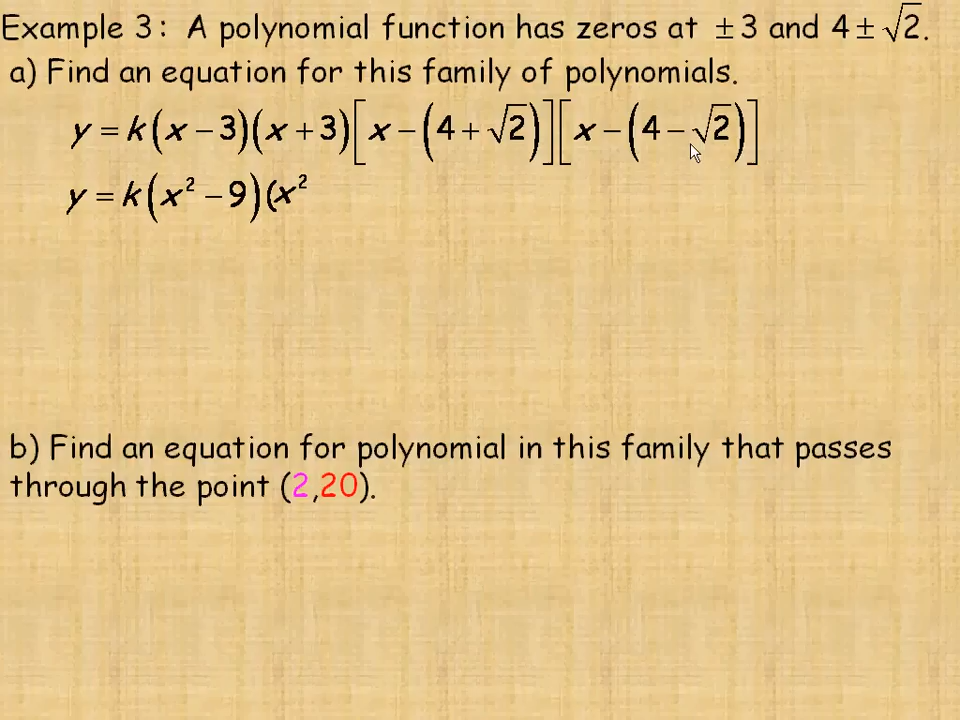 Example 3: A polynomial function has zeros at ±3 and 4±√2.
a) Find an equation for this family of polynomials.
y = k(x − 3)(x + 3)[x − (4 + √2)][x − (4 − √2)]
y = k(x² − 9)(x²
b) Find an equation for polynomial in this family that passes
through the point (2,20).